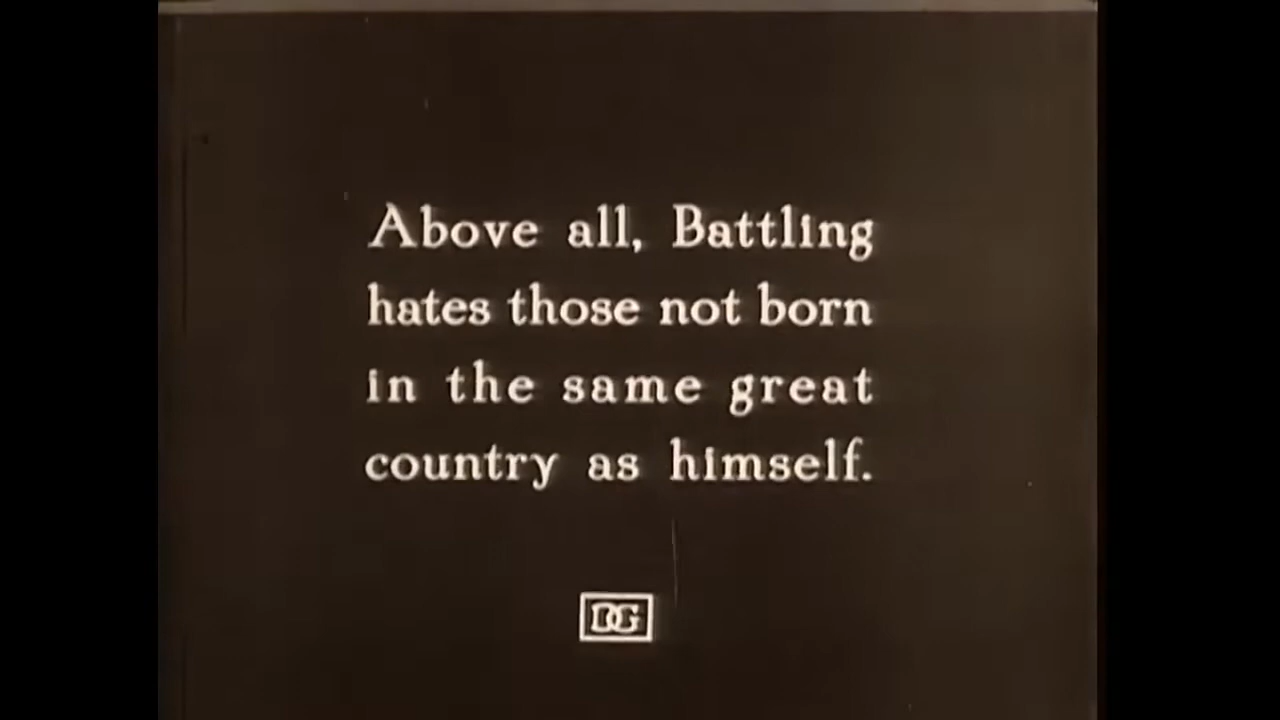 Above all, Battling
hates those not born
in the same great
country as himself.
DG